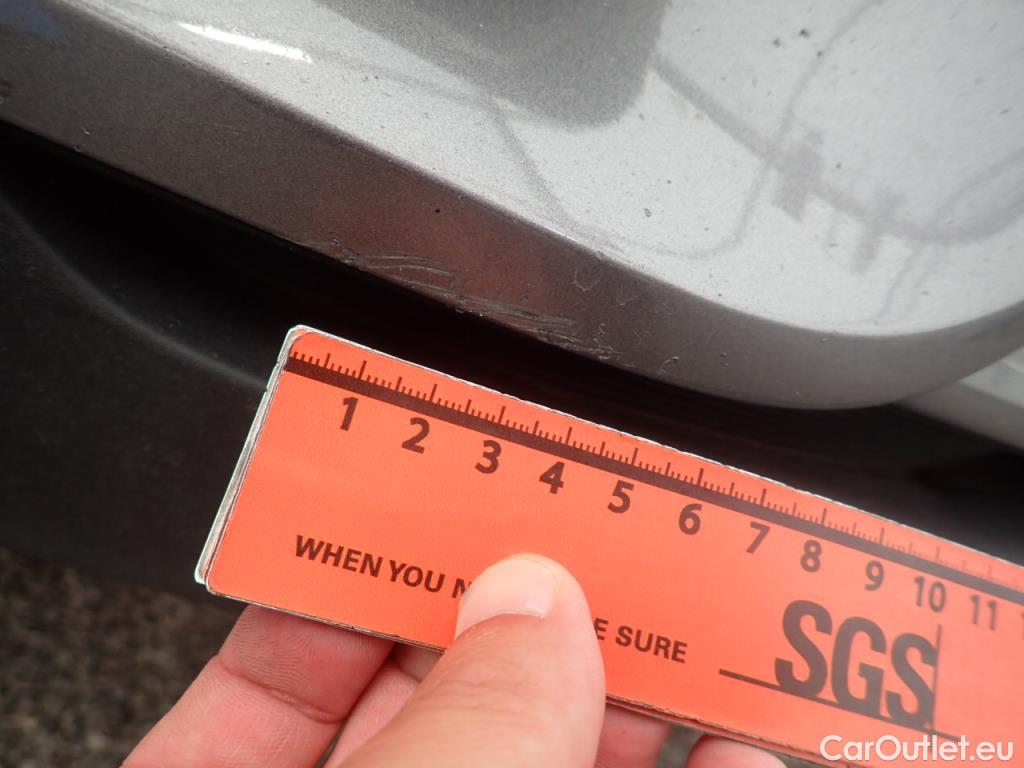 1 2 3 4 5 6 7 8 9 10 11
WHEN YOU N E SURE
SGS
CarOutlet.eu